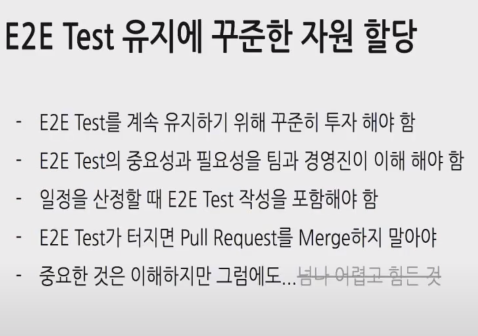 E2E Test 유지에 꾸준한 자원 할당
- E2E Test를 계속 유지하기 위해 꾸준히 투자 해야 함
- E2E Test의 중요성과 필요성을 팀과 경영진이 이해 해야 함
- 일정을 산정할 때 E2E Test 작성을 포함해야 함
- E2E Test가 터지면 Pull Request를 Merge하지 말아야
- 중요한 것은 이해하지만 그럼에도...넘나 어렵고 힘든 것